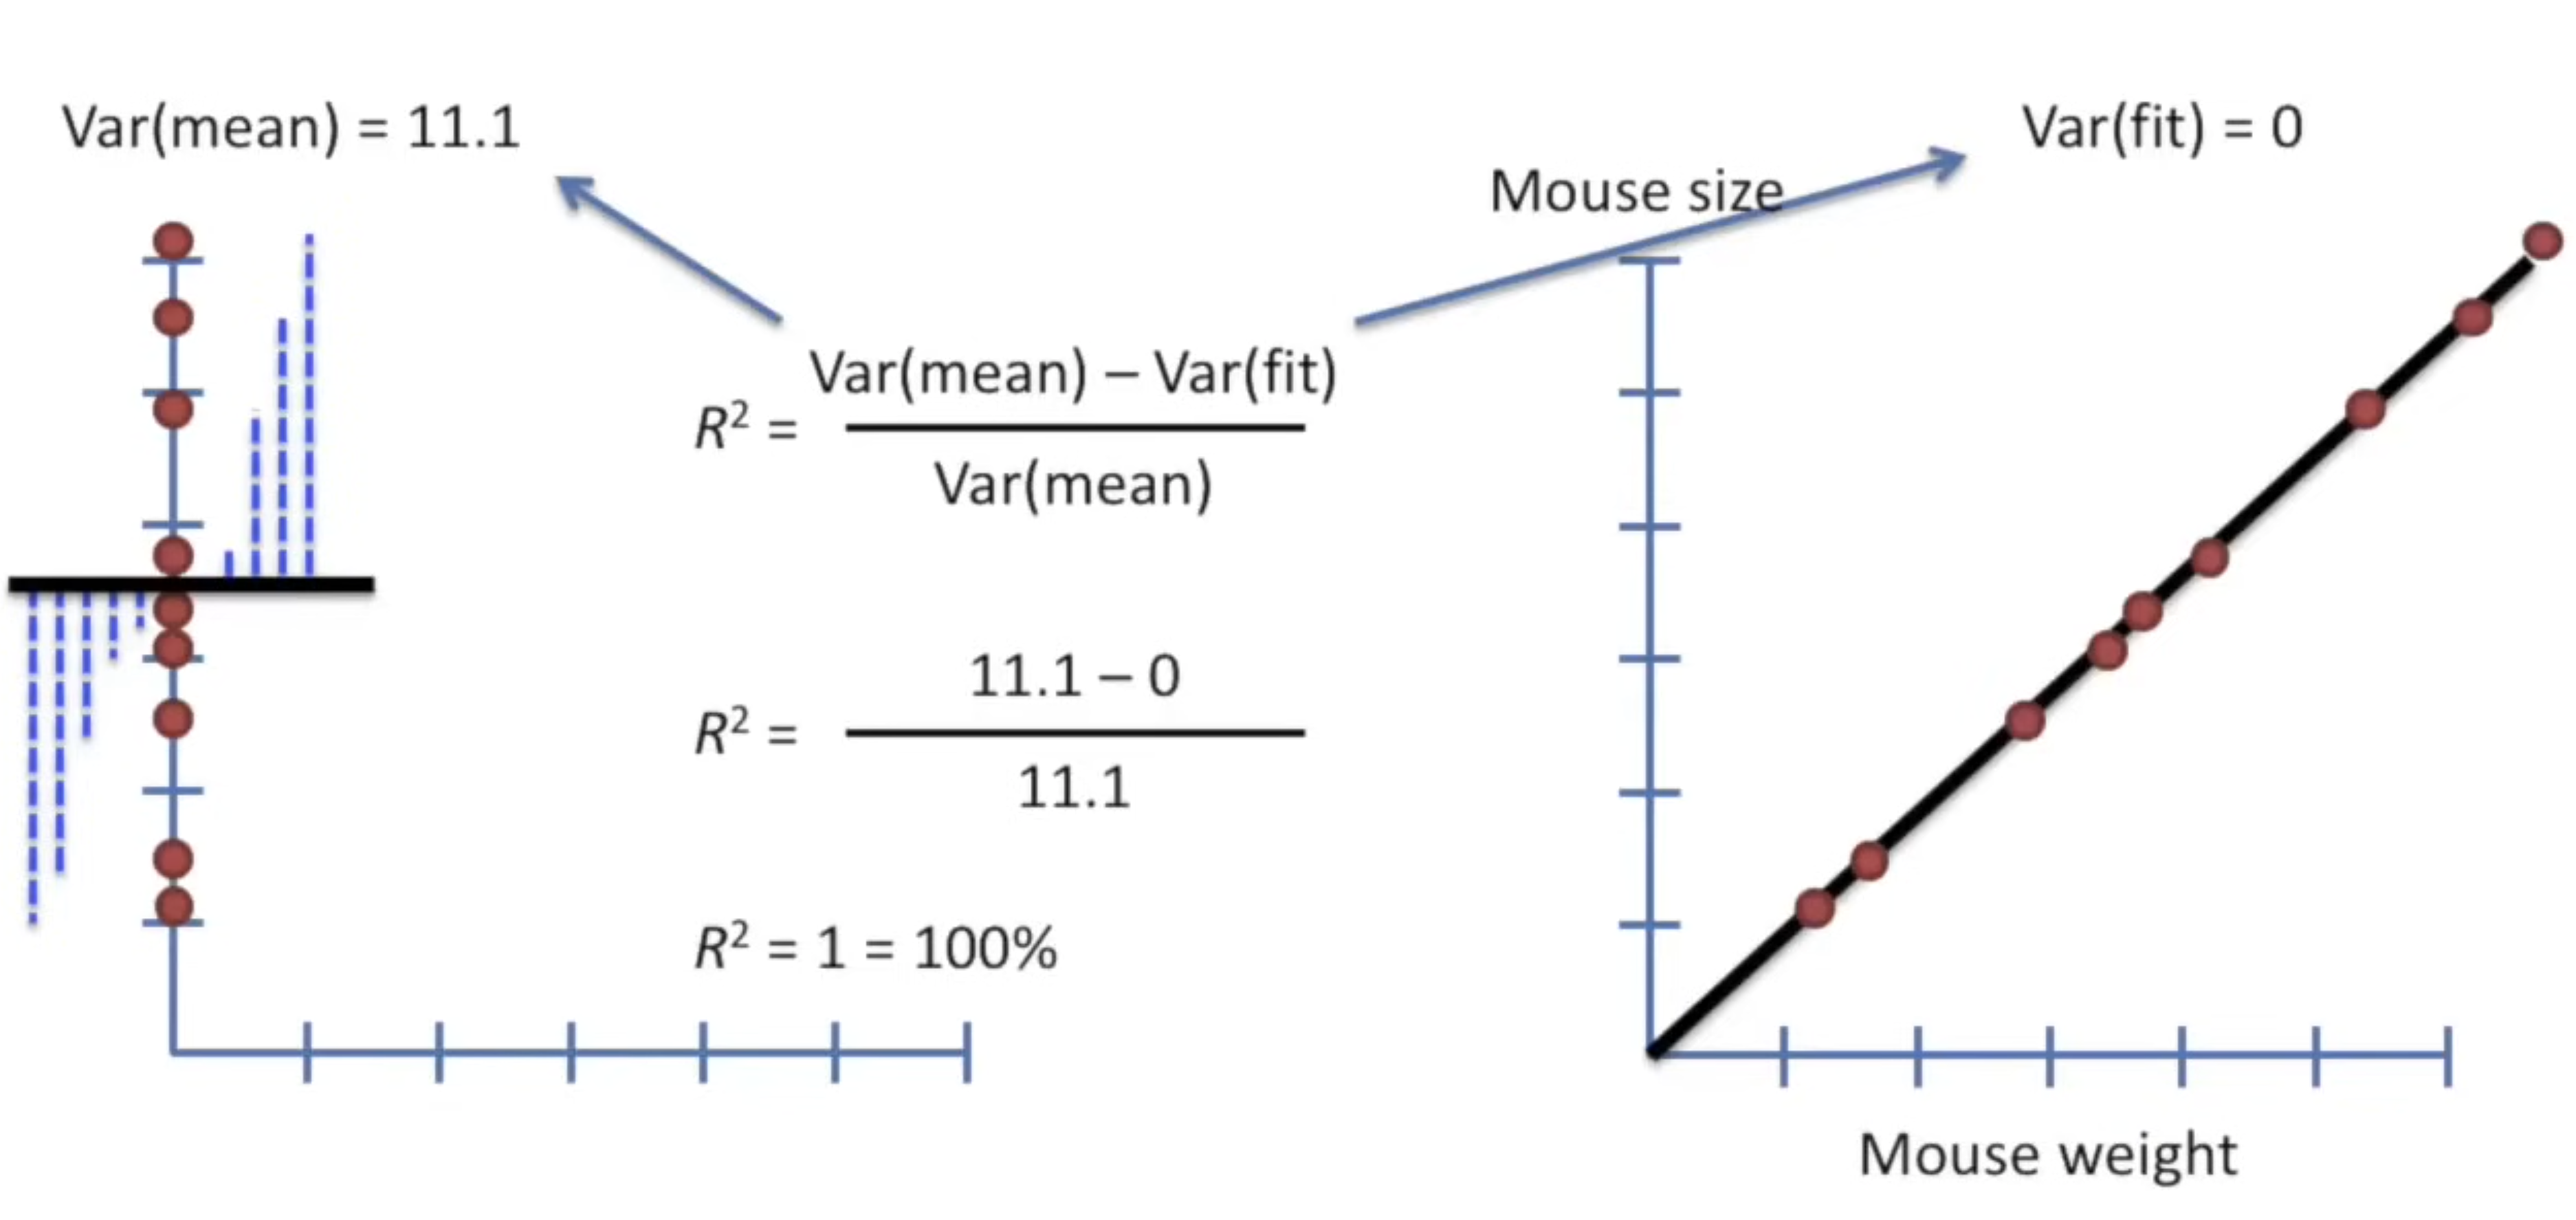 Var(mean) = 11.1
Var(fit) = 0
Mouse size
Var(mean) – Var(fit)
R² =
Var(mean)
11.1 – 0
R² =
11.1
R² = 1 = 100%
Mouse weight